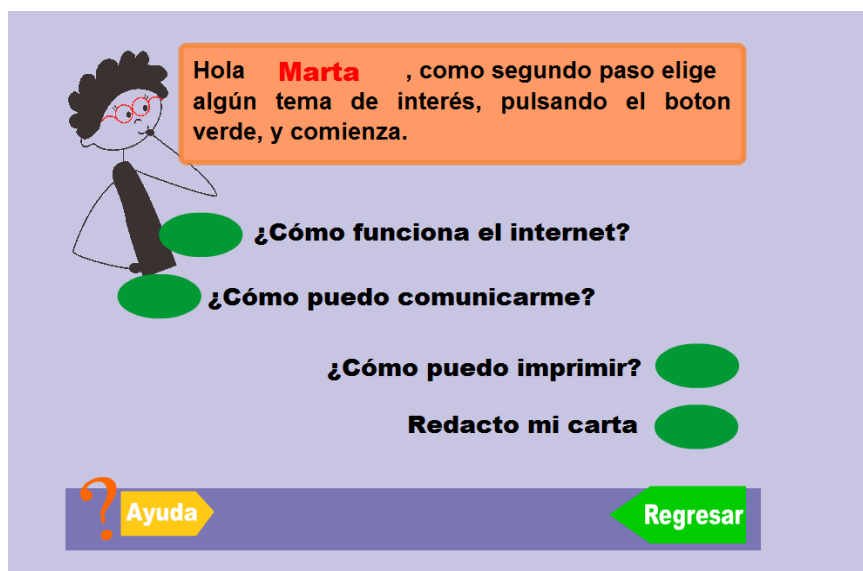 Hola Marta , como segundo paso elige
algún tema de interés, pulsando el boton
verde, y comienza.
¿Cómo funciona el internet?
¿Cómo puedo comunicarme?
¿Cómo puedo imprimir?
Redacto mi carta
? Ayuda
Regresar